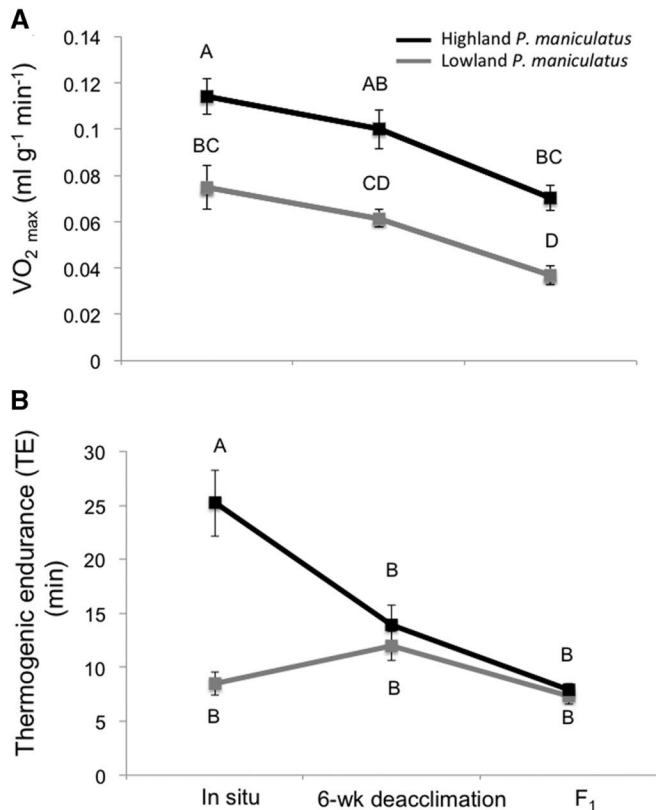 A
0.14
0.12
0.1
0.08
0.06
0.04
0.02
0
VO2 max (ml g-1 min-1)
Highland P. maniculatus
Lowland P. maniculatus
A
AB
BC
BC
CD
D
B
30
25
20
15
10
5
0
Thermogenic endurance (TE)
(min)
A
B
B
B
B
B
In situ 6-wk deacclimation F1